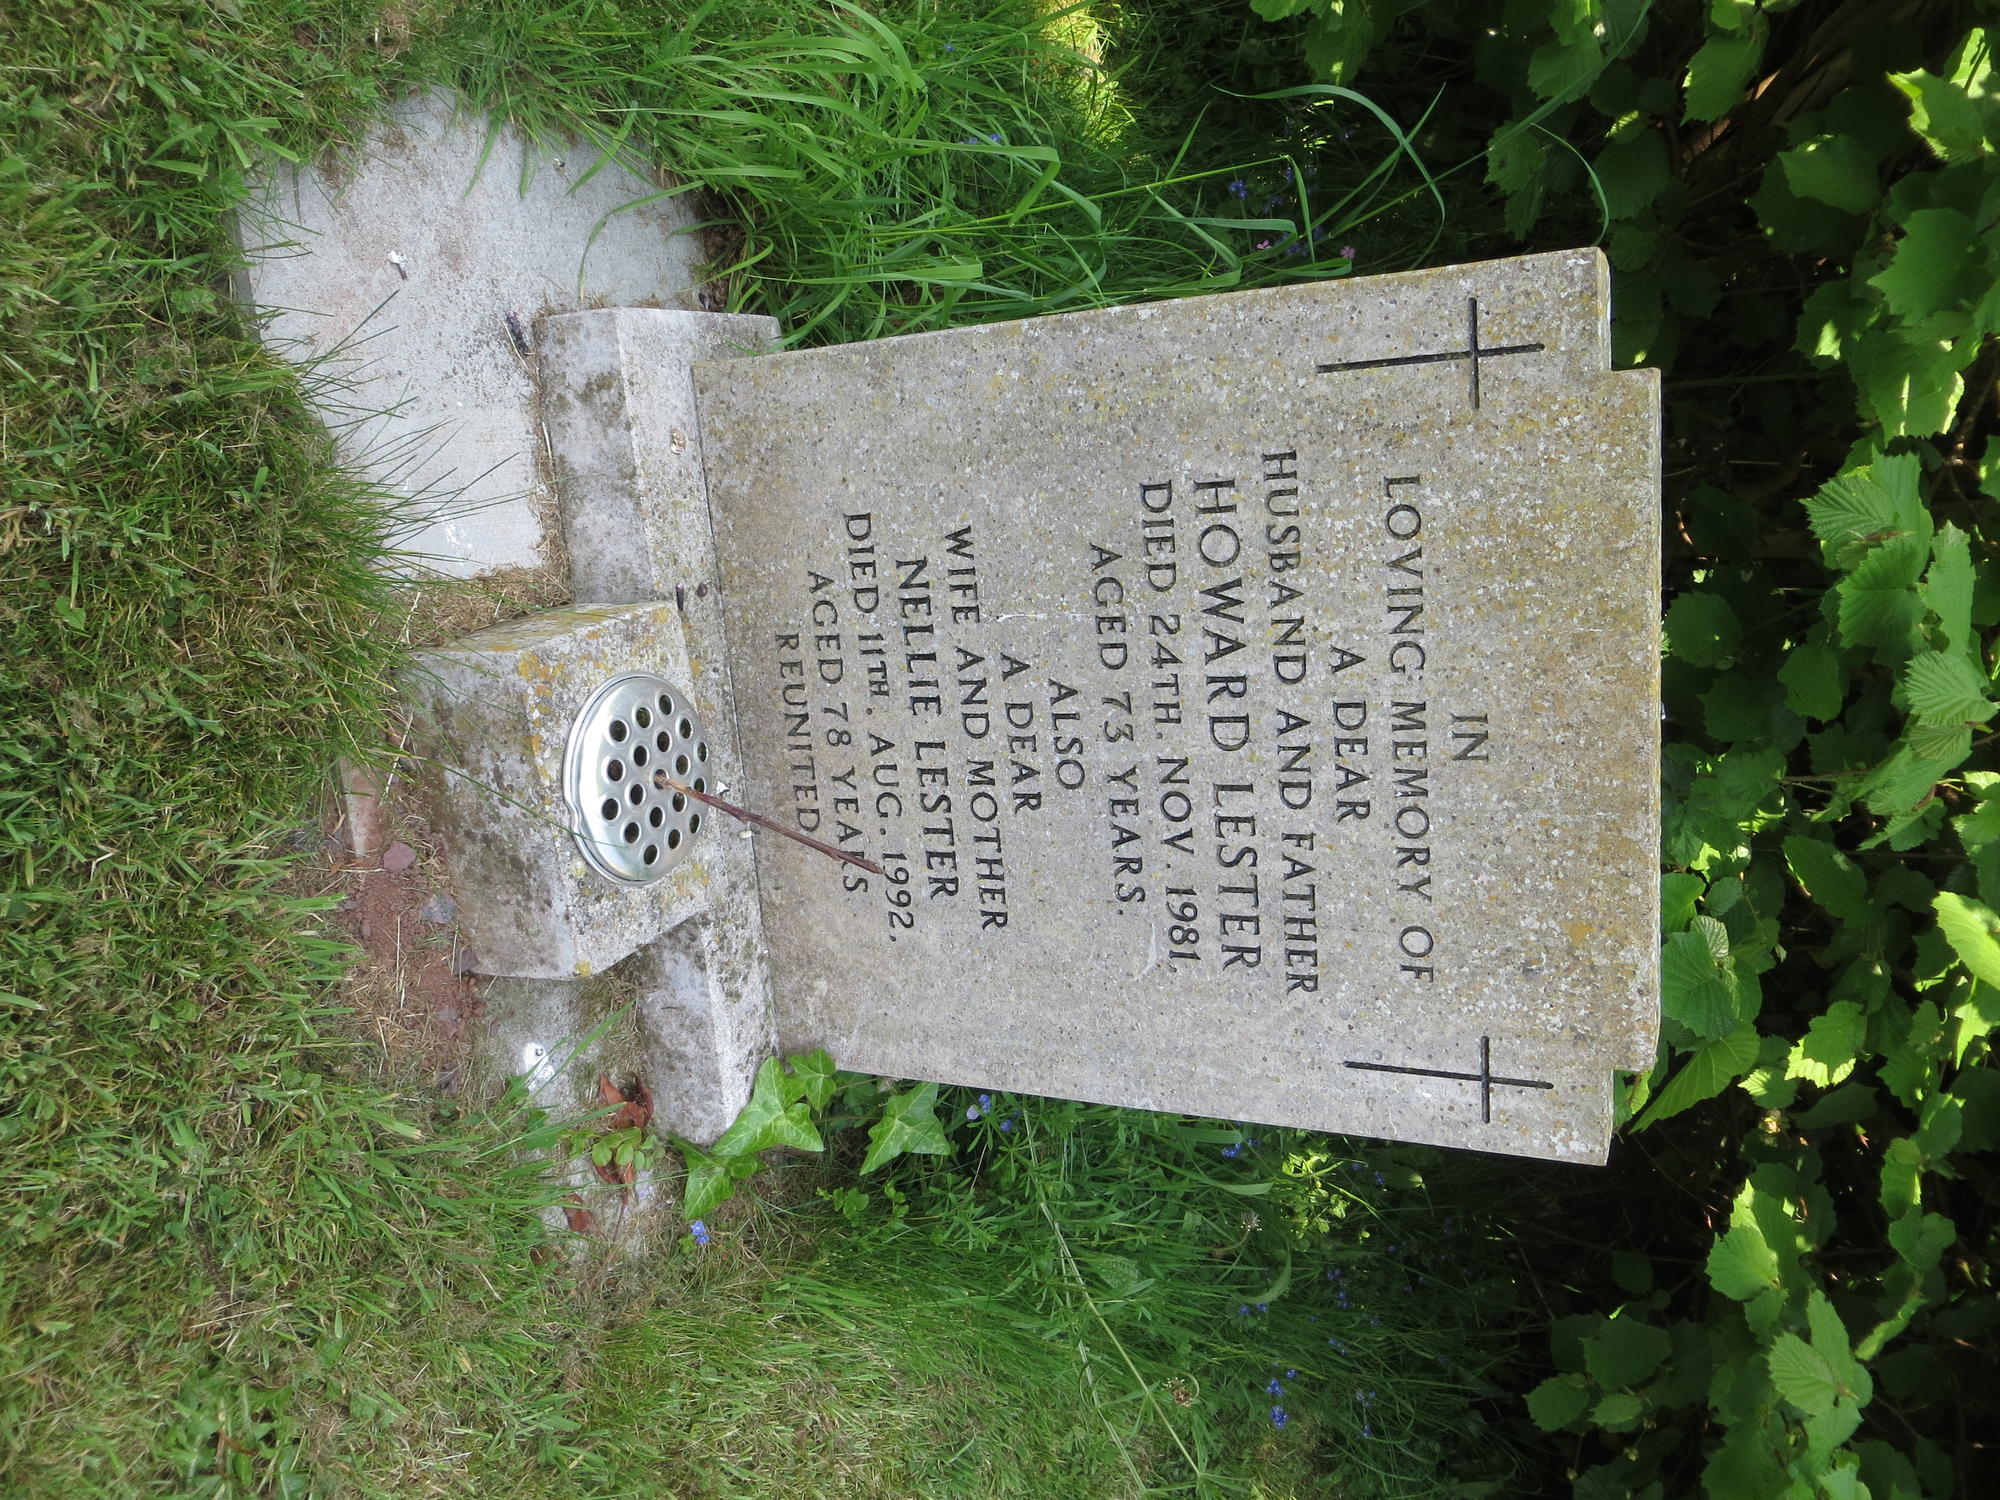 IN
LOVING MEMORY OF
A DEAR
HUSBAND AND FATHER
HOWARD LESTER
DIED 24TH. NOV. 1981,
AGED 73 YEARS.
ALSO
A DEAR
WIFE AND MOTHER
NELLIE LESTER
DIED 11TH. AUG. 1992,
AGED 78 YEARS
REUNITED